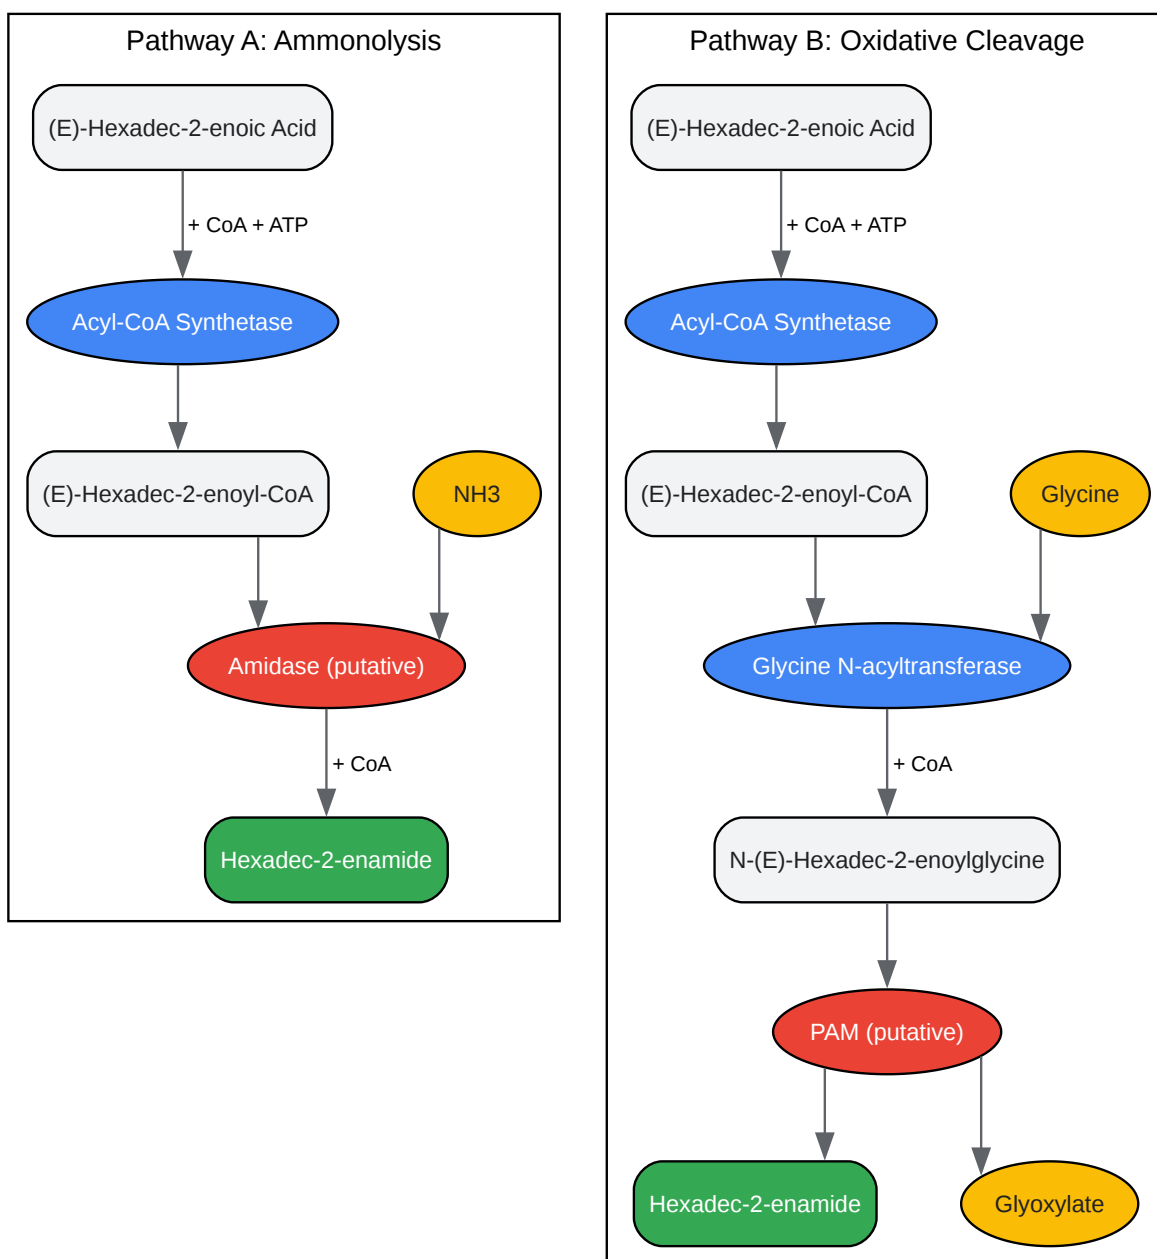 Pathway A: Ammonolysis
(E)-Hexadec-2-enoic Acid
+ CoA + ATP
Acyl-CoA Synthetase
(E)-Hexadec-2-enoyl-CoA
NH3
Amidase (putative)
+ CoA
Hexadec-2-enamide
Pathway B: Oxidative Cleavage
(E)-Hexadec-2-enoic Acid
+ CoA + ATP
Acyl-CoA Synthetase
(E)-Hexadec-2-enoyl-CoA
Glycine
Glycine N-acyltransferase
+ CoA
N-(E)-Hexadec-2-enoylglycine
PAM (putative)
Hexadec-2-enamide
Glyoxylate